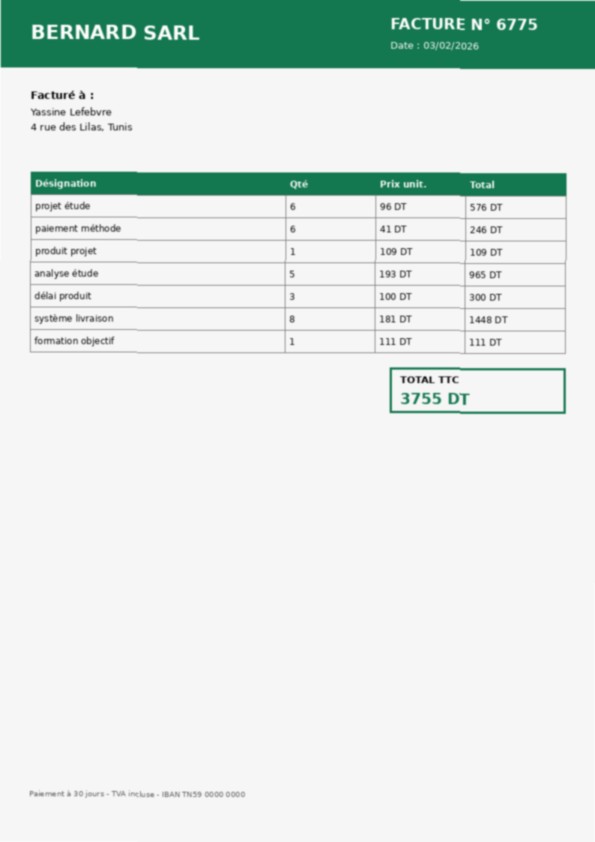 BERNARD SARL
FACTURE N° 6775
Date : 03/02/2026
Facturé à :
Yassine Lefebvre
4 rue des Lilas, Tunis
Désignation Qté Prix unit. Total
projet étude 6 96 DT 576 DT
paiement méthode 6 41 DT 246 DT
produit projet 1 109 DT 109 DT
analyse étude 5 193 DT 965 DT
délai produit 3 100 DT 300 DT
système livraison 8 181 DT 1448 DT
formation objectif 1 111 DT 111 DT
TOTAL TTC
3755 DT
Paiement à 30 jours - TVA incluse - IBAN TN59 0000 0000